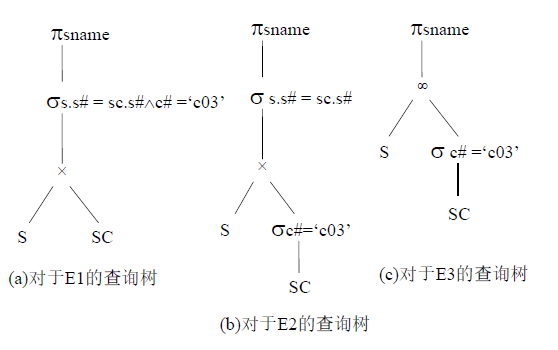 πsname
σs.s# = sc.s#∧c# =‘c03’
×
S SC
(a)对于E1的查询树
πsname
σ s.s# = sc.s#
×
S σc#=‘c03’
SC
(b)对于E2的查询树
πsname
∞
S σ c# =‘c03’
SC
(c)对于E3的查询树